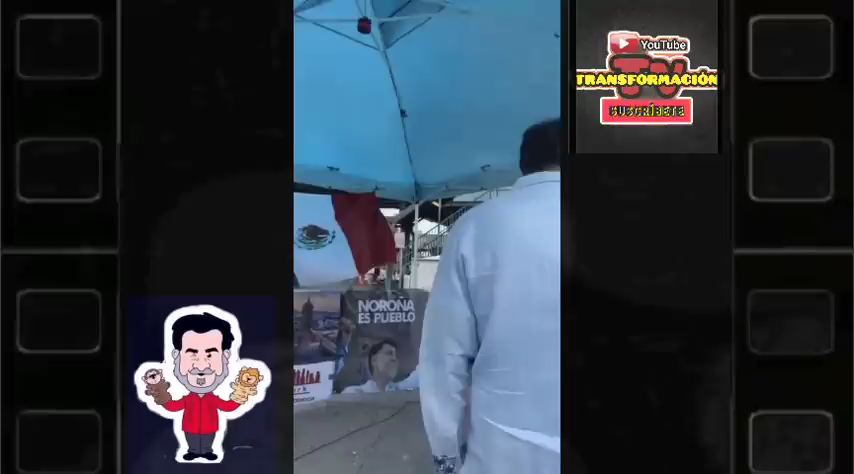 YouTube
TV
TRANSFORMACIÓN
SUSCRÍBETE
NOROÑA
ES PUEBLO